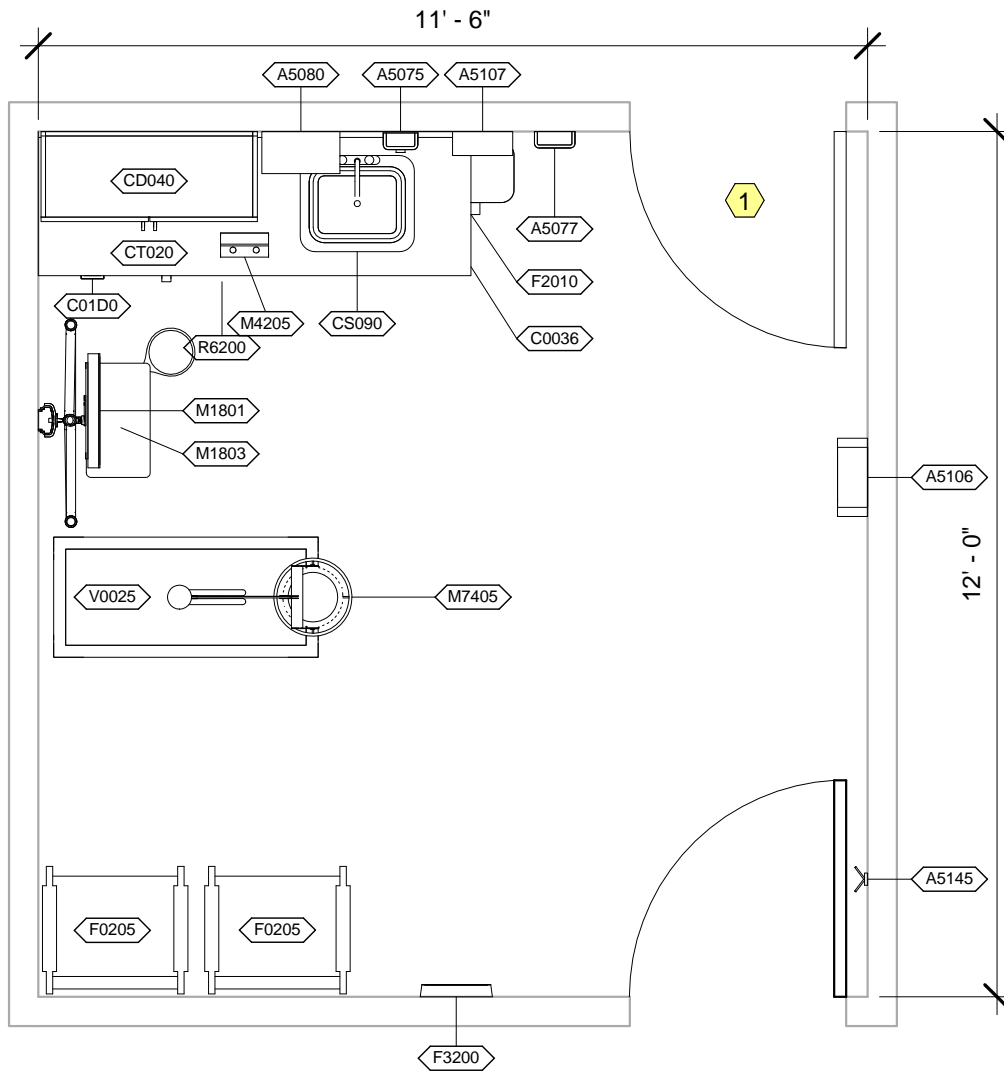 11' - 6"
A5080 A5075 A5107
CD040
1
A5077
CT020
F2010
C01D0
M4205 CS090
C0036
R6200
M1801
M1803
A5106
12' - 0"
V0025
M7405
A5145
F0205 F0205
F3200